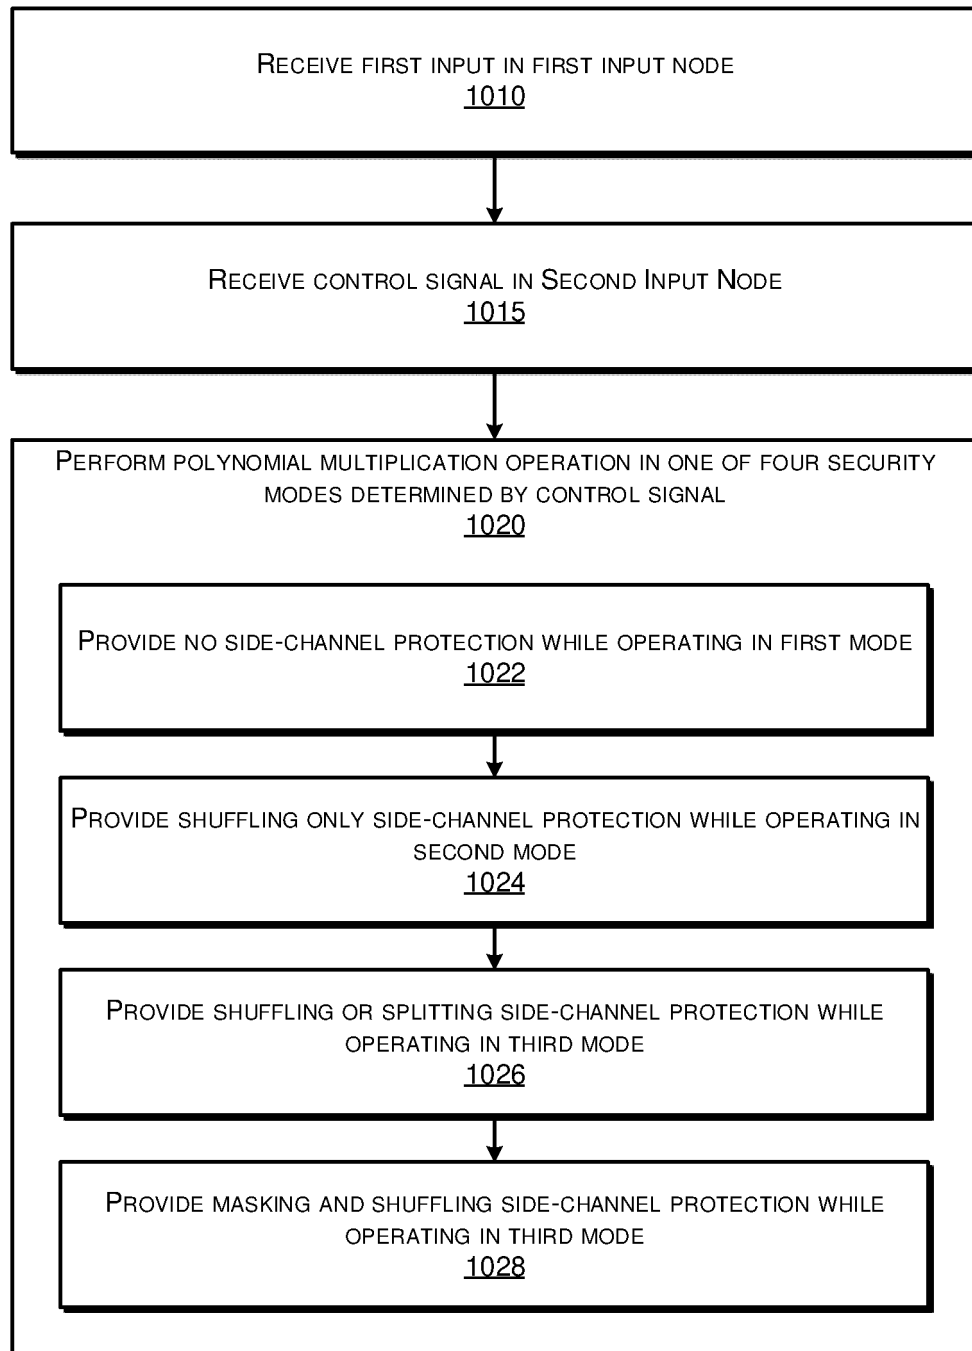 RECEIVE FIRST INPUT IN FIRST INPUT NODE
1010
RECEIVE CONTROL SIGNAL IN SECOND INPUT NODE
1015
PERFORM POLYNOMIAL MULTIPLICATION OPERATION IN ONE OF FOUR SECURITY
MODES DETERMINED BY CONTROL SIGNAL
1020
PROVIDE NO SIDE-CHANNEL PROTECTION WHILE OPERATING IN FIRST MODE
1022
PROVIDE SHUFFLING ONLY SIDE-CHANNEL PROTECTION WHILE OPERATING IN
SECOND MODE
1024
PROVIDE SHUFFLING OR SPLITTING SIDE-CHANNEL PROTECTION WHILE
OPERATING IN THIRD MODE
1026
PROVIDE MASKING AND SHUFFLING SIDE-CHANNEL PROTECTION WHILE
OPERATING IN THIRD MODE
1028